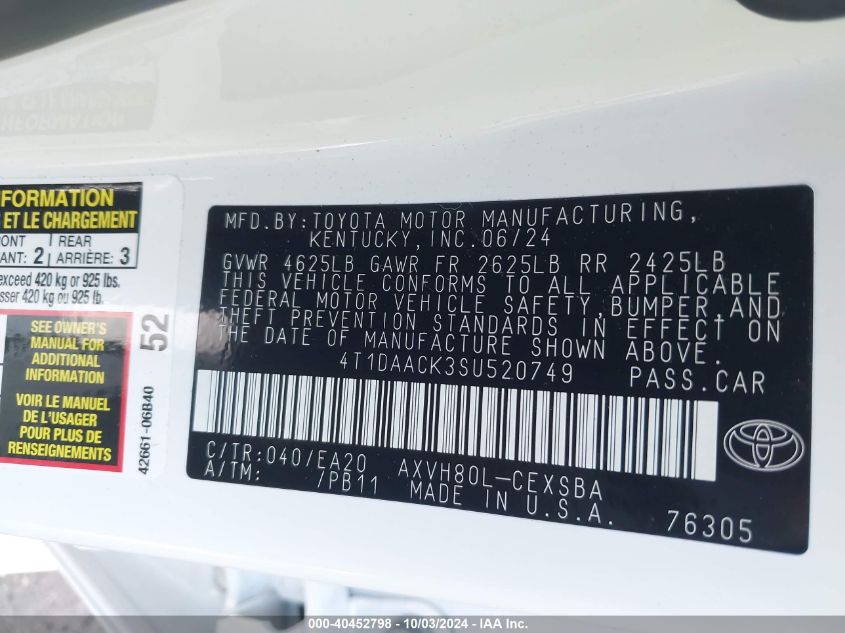 FORMATION
ET LE CHARGEMENT
ONT 2 REAR 3
ANT: ARRIÈRE:
exceed 420 kg or 925 lbs.
sser 420 kg ou 925 lb.
SEE OWNER'S
MANUAL FOR
ADDITIONAL
INFORMATION
VOIR LE MANUEL
DE L'USAGER
POUR PLUS DE
RENSEIGNEMENTS
52
42661-06B40
MFD.BY:TOYOTA MOTOR MANUFACTURING,
KENTUCKY,INC.06/24
GVWR 4625LB GAWR FR 2625LB RR 2425LB
THIS VEHICLE CONFORMS TO ALL APPLICABLE
FEDERAL MOTOR VEHICLE SAFETY,BUMPER,AND
THEFT PREVENTION STANDARDS IN EFFECT ON
THE DATE OF MANUFACTURE SHOWN ABOVE.
4T1DAACK3SU520749 PASS.CAR
C/TR:040/EA20 AXVH80L-CEXSBA
A/TM: /PB11 MADE IN U.S.A.
76305
000-40452798 - 10/03/2024 - IAA Inc.